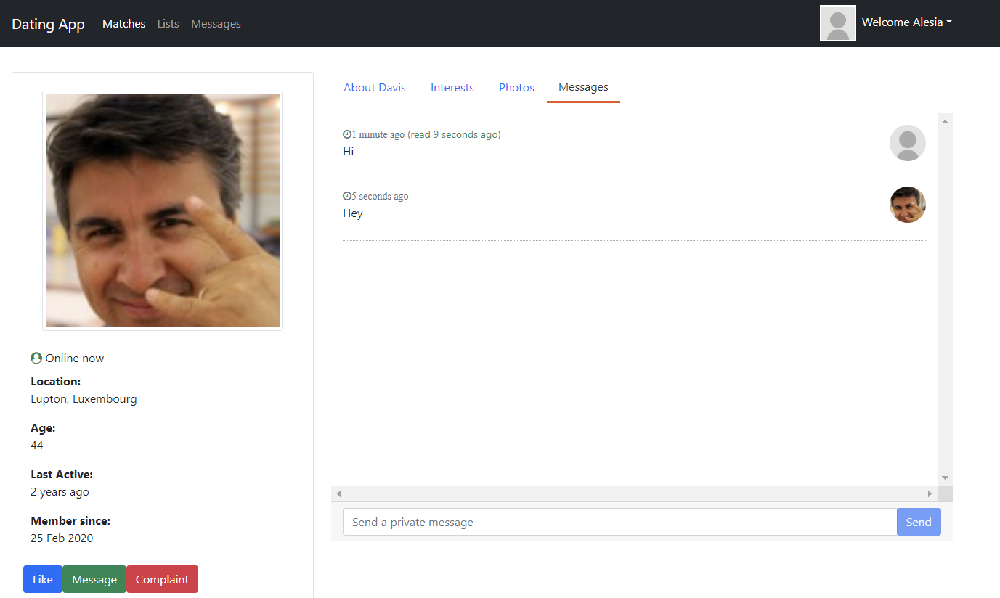 Dating App Matches Lists Messages Welcome Alesia
Online now
Location:
Lupton, Luxembourg
Age:
44
Last Active:
2 years ago
Member since:
25 Feb 2020
Like Message Complaint
About Davis Interests Photos Messages
1 minute ago (read 9 seconds ago)
Hi
5 seconds ago
Hey
Send a private message Send